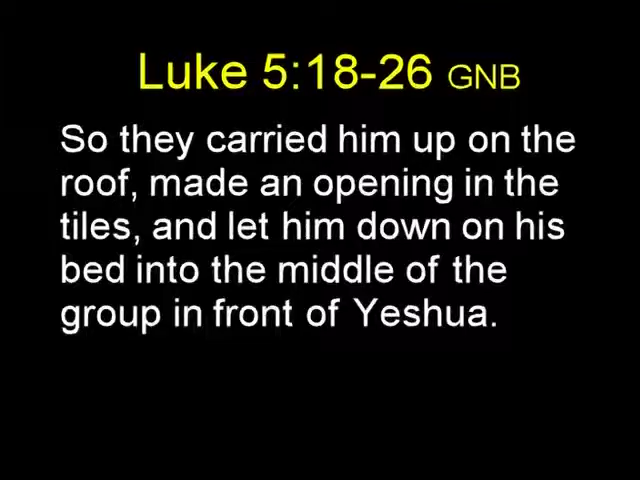 Luke 5:18-26 GNB
So they carried him up on the
roof, made an opening in the
tiles, and let him down on his
bed into the middle of the
group in front of Yeshua.